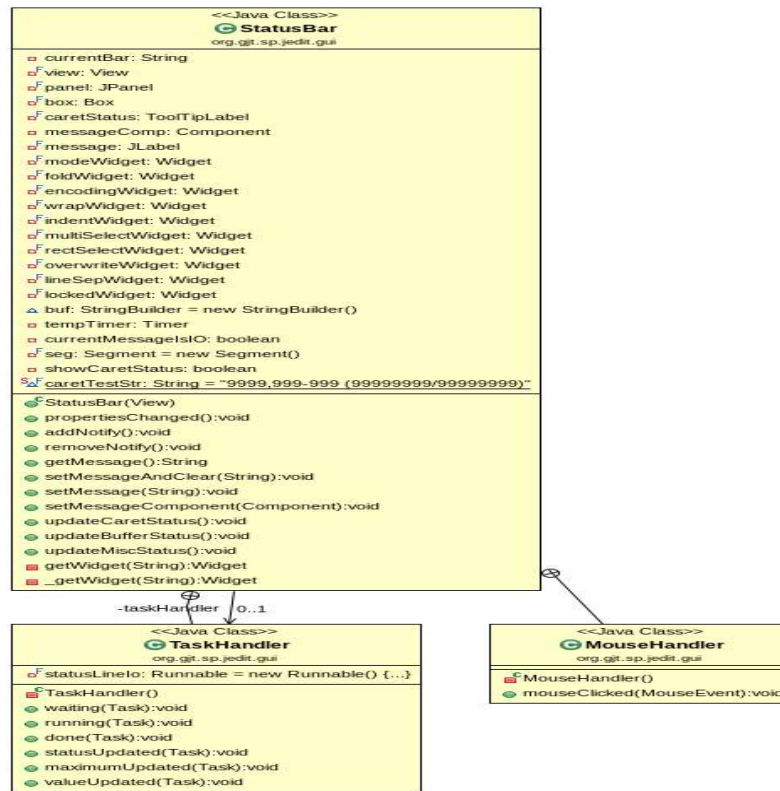 <<Java Class>>
StatusBar
org.gjt.sp.jedit.gui
currentBar: String
view: View
panel: JPanel
box: Box
caretStatus: ToolTipLabel
messageComp: Component
message: JLabel
modeWidget: Widget
foldWidget: Widget
encodingWidget: Widget
wrapWidget: Widget
indentWidget: Widget
multiSelectWidget: Widget
rectSelectWidget: Widget
overwriteWidget: Widget
lineSepWidget: Widget
lockedWidget: Widget
buf: StringBuilder = new StringBuilder()
tempTimer: Timer
currentMessageIsIO: boolean
seg: Segment = new Segment()
showCaretStatus: boolean
caretTestStr: String = "9999,999-999 (99999999/99999999)"
StatusBar(View)
propertiesChanged():void
addNotify():void
removeNotify():void
getMessage():String
setMessageAndClear(String):void
setMessage(String):void
setMessageComponent(Component):void
updateCaretStatus():void
updateBufferStatus():void
updateMiscStatus():void
getWidget(String):Widget
_getWidget(String):Widget
-taskHandler 0..1
<<Java Class>>
TaskHandler
org.gjt.sp.jedit.gui
statusLineIo: Runnable = new Runnable() {...}
TaskHandler()
waiting(Task):void
running(Task):void
done(Task):void
statusUpdated(Task):void
maximumUpdated(Task):void
valueUpdated(Task):void
<<Java Class>>
MouseHandler
org.gjt.sp.jedit.gui
MouseHandler()
mouseClicked(MouseEvent):void